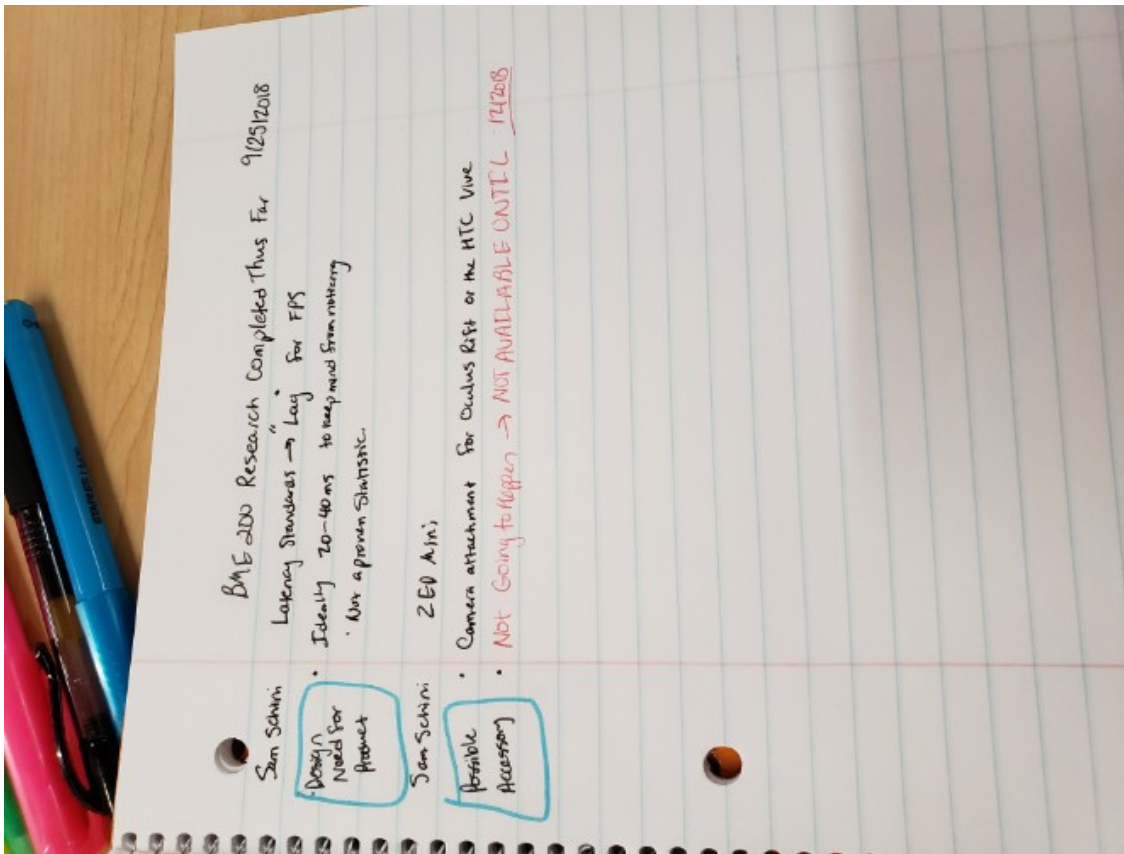 BME 200 Research Completed Thus Far 9/25/2018
Sam Schini
Latency Standards → "Lag" for FPS
Design
Need for
Product
• Ideally 20-40ms to keep mind from noticing
• Not a proven statistic.
Sam Schini
ZED Mini
Possible
Accessory
• Camera attachment for Oculus Rift or the HTC Vive
• Not Going to Happen → NOT AVAILABLE UNTIL : 12/2018